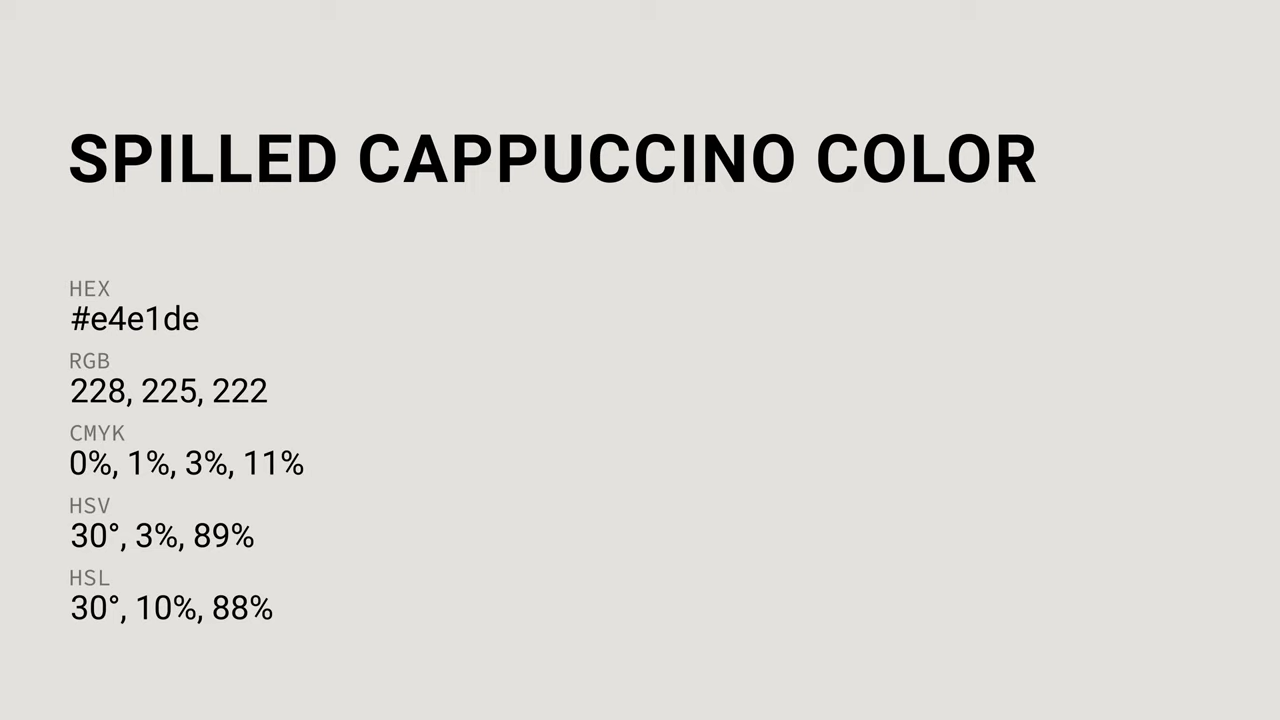 SPILLED CAPPUCCINO COLOR
HEX
#e4e1de
RGB
228, 225, 222
CMYK
0%, 1%, 3%, 11%
HSV
30°, 3%, 89%
HSL
30°, 10%, 88%